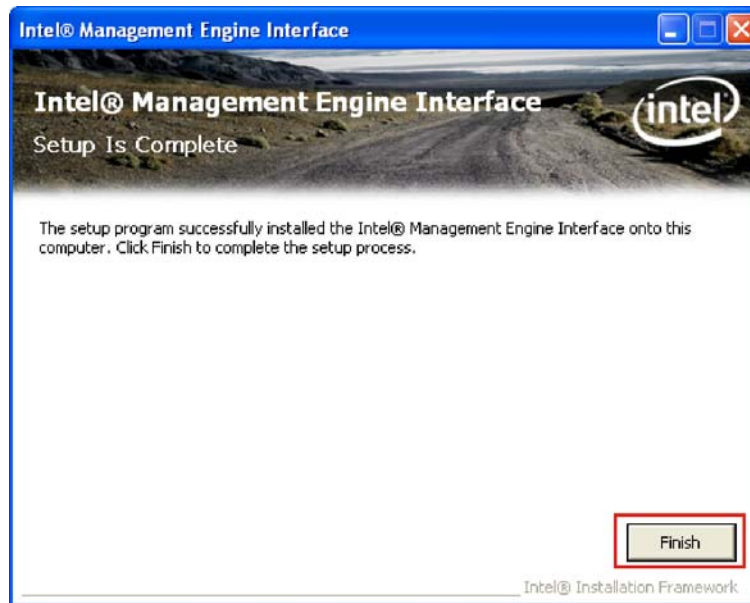 Intel® Management Engine Interface
Intel® Management Engine Interface
intel
Setup Is Complete
The setup program successfully installed the Intel® Management Engine Interface onto this
computer. Click Finish to complete the setup process.
Finish
Intel® Installation Framework